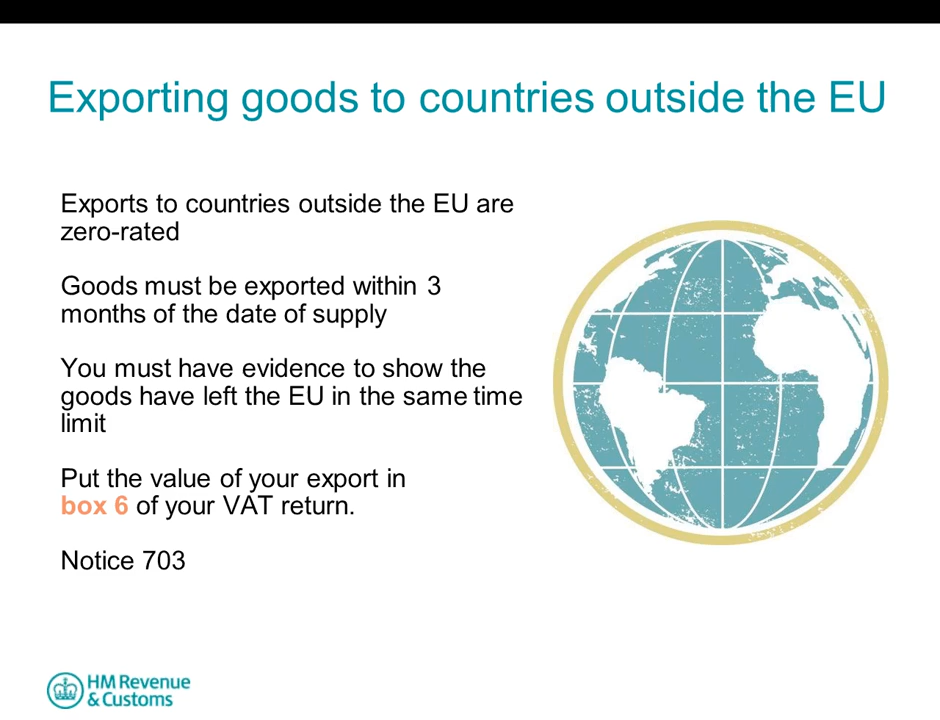 Exporting goods to countries outside the EU
Exports to countries outside the EU are
zero-rated
Goods must be exported within 3
months of the date of supply
You must have evidence to show the
goods have left the EU in the same time
limit
Put the value of your export in
box 6 of your VAT return.
Notice 703
HM Revenue
& Customs